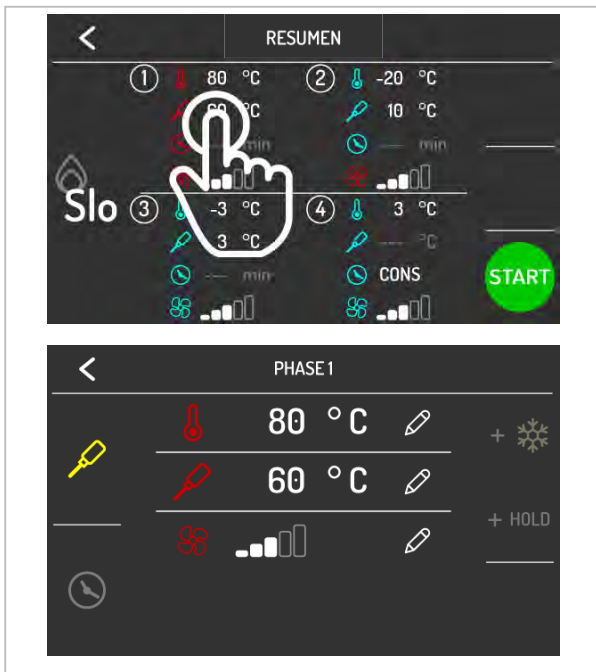 RESUMEN
1 80 °C 2 -20 °C
60 °C 10 °C
--- min --- min
Slo 3 -3 °C 4 3 °C
3 °C --- °C
--- min CONS
START
PHASE 1
80 °C
+
60 °C
+ HOLD